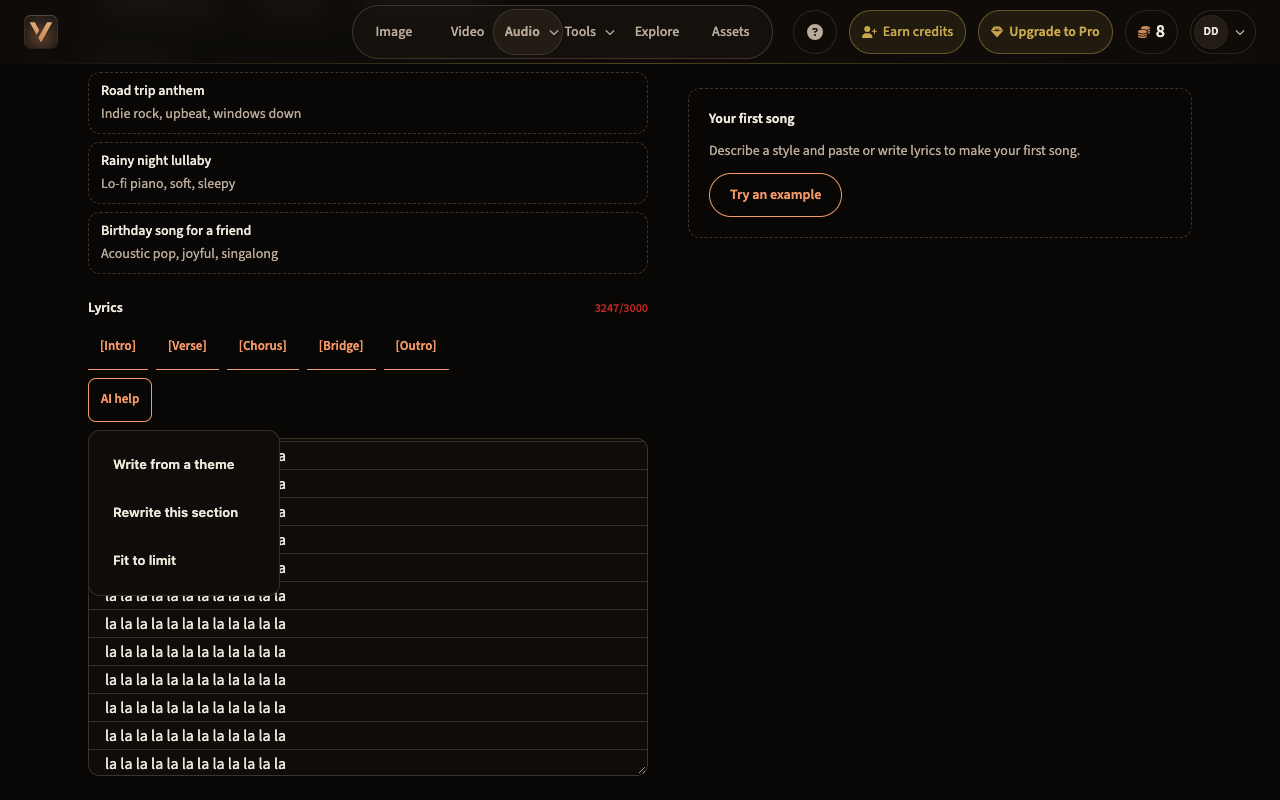 Image Video Audio Tools Explore Assets ? Earn credits Upgrade to Pro 8 DD
Road trip anthem
Indie rock, upbeat, windows down
Rainy night lullaby
Lo-fi piano, soft, sleepy
Birthday song for a friend
Acoustic pop, joyful, singalong
Your first song
Describe a style and paste or write lyrics to make your first song.
Try an example
Lyrics 3247/3000
[Intro] [Verse] [Chorus] [Bridge] [Outro]
AI help
Write from a theme
Rewrite this section
Fit to limit
a
a
a
a
a
la la la la la la la la la la la la
la la la la la la la la la la la la
la la la la la la la la la la la la
la la la la la la la la la la la la
la la la la la la la la la la la la
la la la la la la la la la la la la
la la la la la la la la la la la la